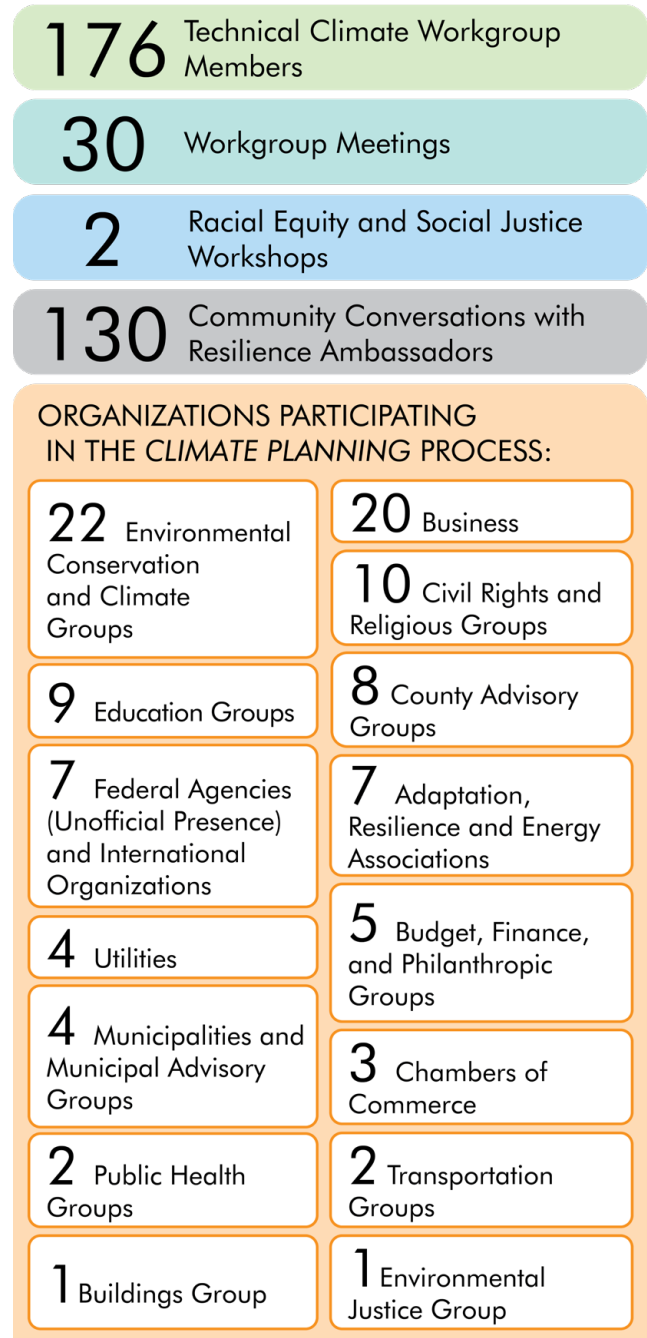 176 Technical Climate Workgroup
Members
30 Workgroup Meetings
2 Racial Equity and Social Justice
Workshops
130 Community Conversations with
Resilience Ambassadors
ORGANIZATIONS PARTICIPATING
IN THE CLIMATE PLANNING PROCESS:
22 Environmental
Conservation
and Climate
Groups
9 Education Groups
7 Federal Agencies
(Unofficial Presence)
and International
Organizations
4 Utilities
4 Municipalities and
Municipal Advisory
Groups
2 Public Health
Groups
1 Buildings Group
20 Business
10 Civil Rights and
Religious Groups
8 County Advisory
Groups
7 Adaptation,
Resilience and Energy
Associations
5 Budget, Finance,
and Philanthropic
Groups
3 Chambers of
Commerce
2 Transportation
Groups
1 Environmental
Justice Group